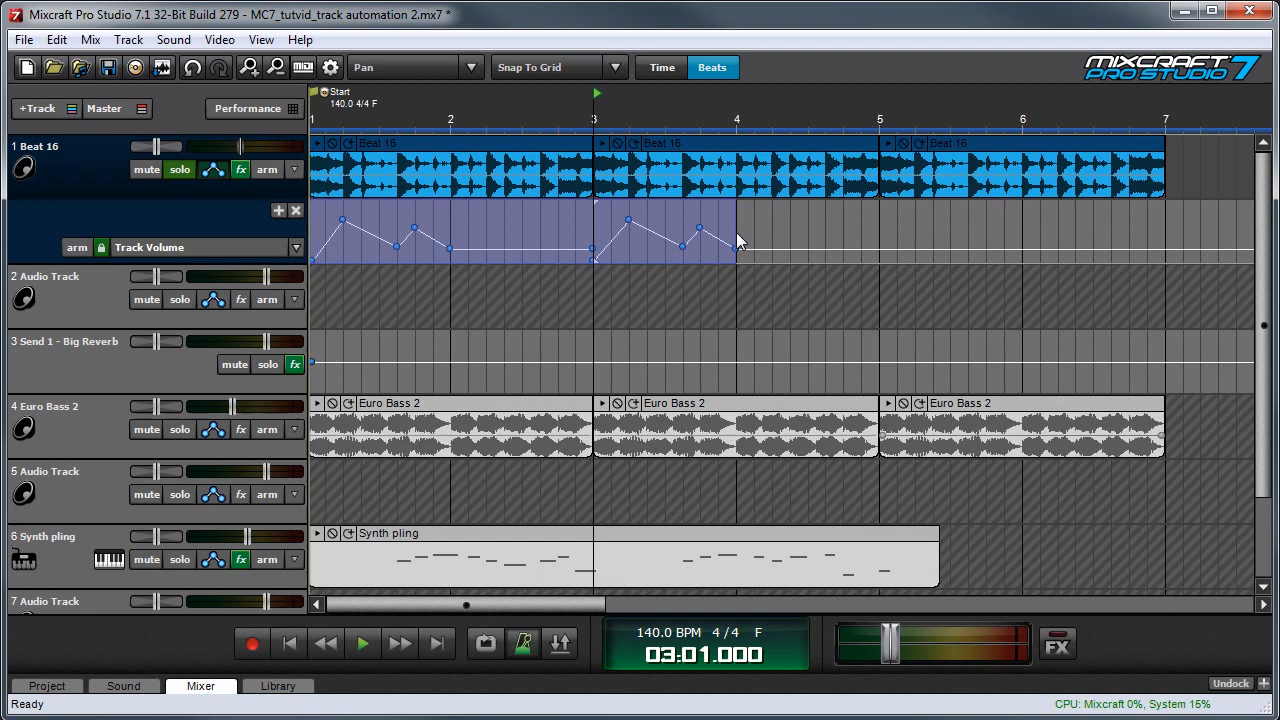 Mixcraft Pro Studio 7.1 32-Bit Build 279 - MC7_tutvid_track automation 2.mx7 *
File Edit Mix Track Sound Video View Help
Pan Snap To Grid Time Beats MIXCRAFT PRO STUDIO 7
+Track Master Performance
Start
140.0 4/4 F
1 2 3 4 5 6 7
1 Beat 16 Beat 16 Beat 16 Beat 16
mute solo fx arm
arm Track Volume
2 Audio Track
mute solo fx arm
3 Send 1 - Big Reverb
mute solo fx
4 Euro Bass 2 Euro Bass 2 Euro Bass 2 Euro Bass 2
mute solo fx arm
5 Audio Track
mute solo fx arm
6 Synth pling Synth pling
mute solo fx arm
7 Audio Track
140.0 BPM 4 / 4 F
03:01.000
FX
Project Sound Mixer Library Undock
Ready CPU: Mixcraft 0%, System 15%